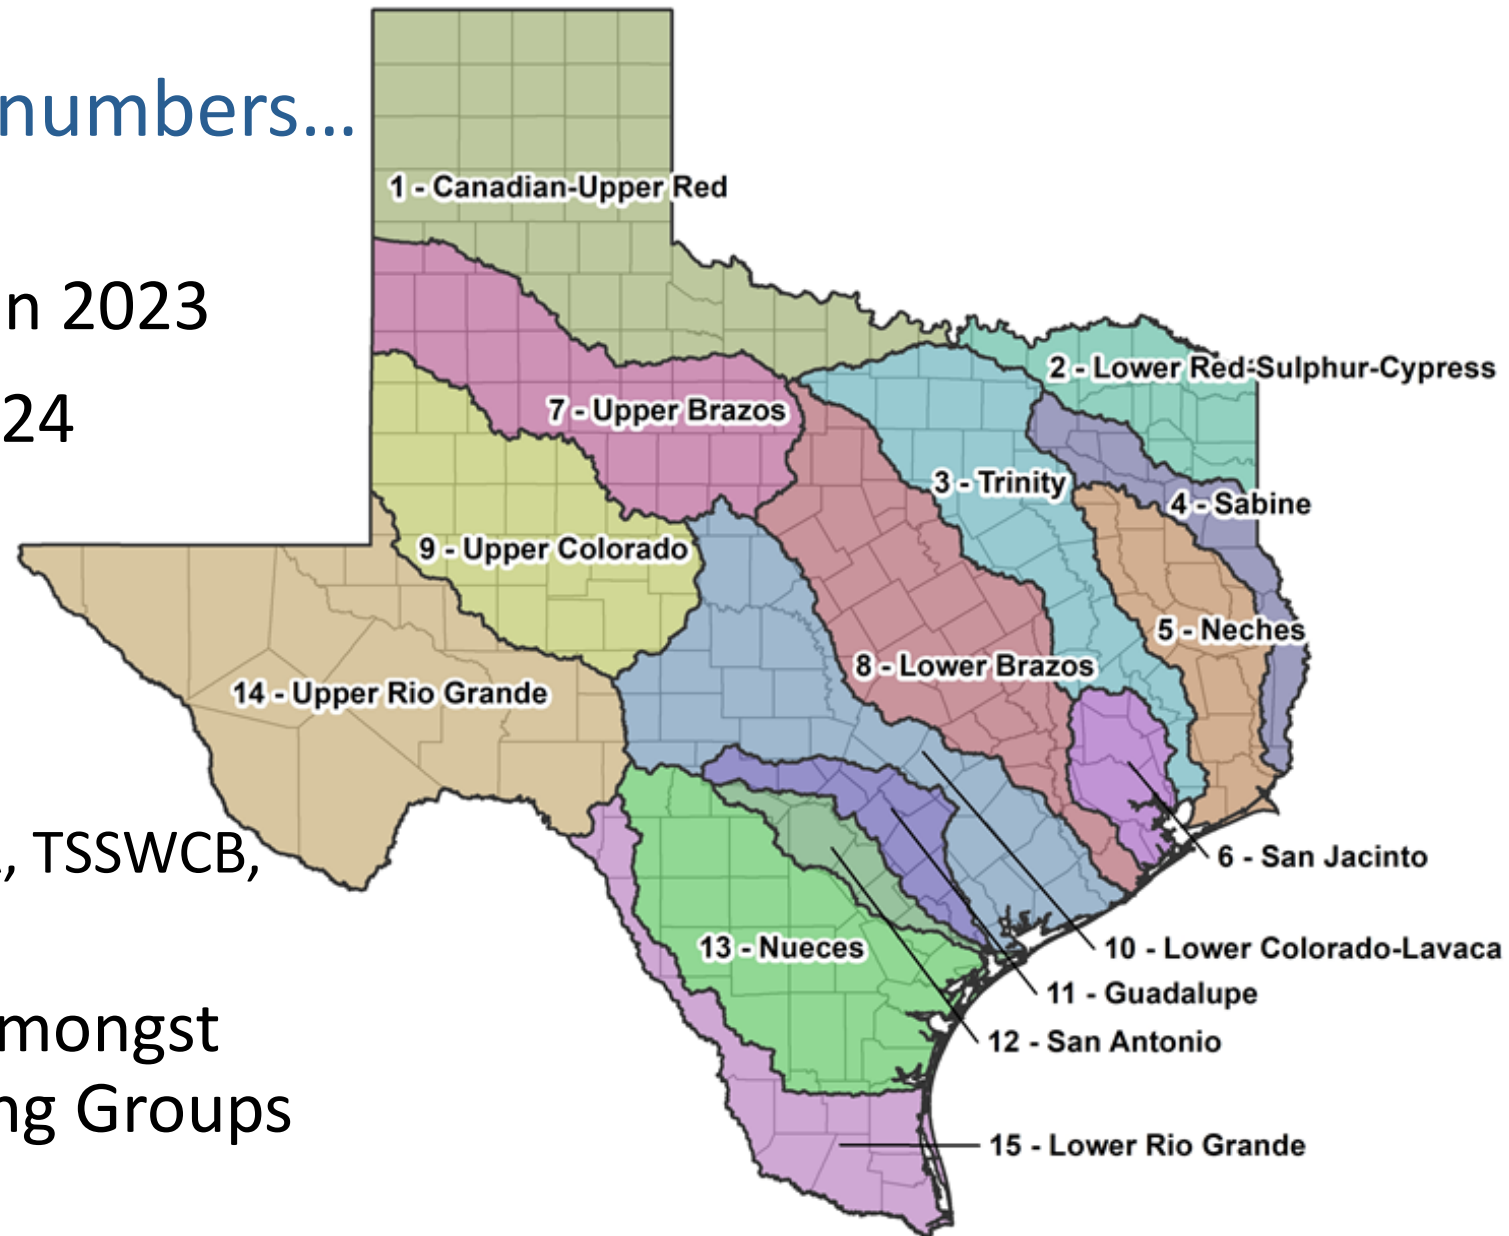 numbers...
n 2023
24
, TSSWCB,
mongst
ng Groups
1 - Canadian-Upper Red
2 - Lower Red-Sulphur-Cypress
7 - Upper Brazos
3 - Trinity
4 - Sabine
9 - Upper Colorado
5 - Neches
8 - Lower Brazos
14 - Upper Rio Grande
6 - San Jacinto
13 - Nueces
10 - Lower Colorado-Lavaca
11 - Guadalupe
12 - San Antonio
15 - Lower Rio Grande